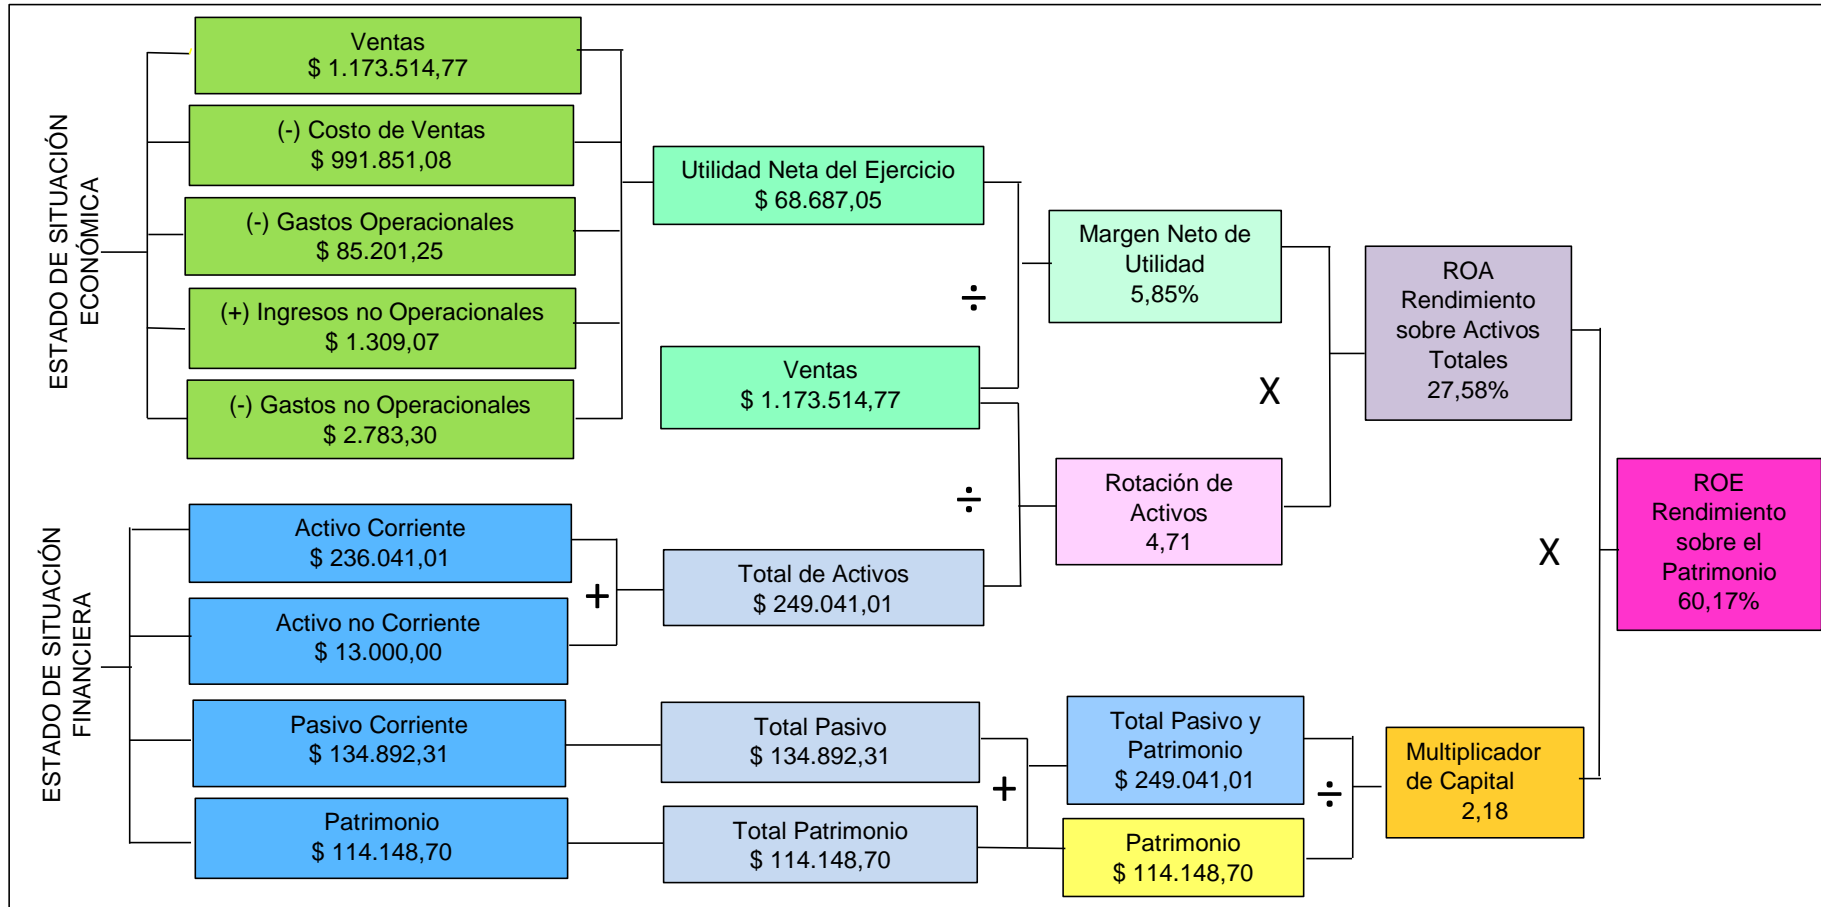 ESTADO DE SITUACIÓN
ECONÓMICA
Ventas
$ 1.173.514,77
(-) Costo de Ventas
$ 991.851,08
(-) Gastos Operacionales
$ 85.201,25
(+) Ingresos no Operacionales
$ 1.309,07
(-) Gastos no Operacionales
$ 2.783,30
Utilidad Neta del Ejercicio
$ 68.687,05
÷
Ventas
$ 1.173.514,77
Margen Neto de
Utilidad
5,85%
X
ROA
Rendimiento
sobre Activos
Totales
27,58%
ESTADO DE SITUACIÓN
FINANCIERA
Activo Corriente
$ 236.041,01
Activo no Corriente
$ 13.000,00
Pasivo Corriente
$ 134.892,31
Patrimonio
$ 114.148,70
+
Total de Activos
$ 249.041,01
÷
Rotación de
Activos
4,71
Total Pasivo
$ 134.892,31
Total Patrimonio
$ 114.148,70
+
Total Pasivo y
Patrimonio
$ 249.041,01
Patrimonio
$ 114.148,70
÷
Multiplicador
de Capital
2,18
X
ROE
Rendimiento
sobre el
Patrimonio
60,17%